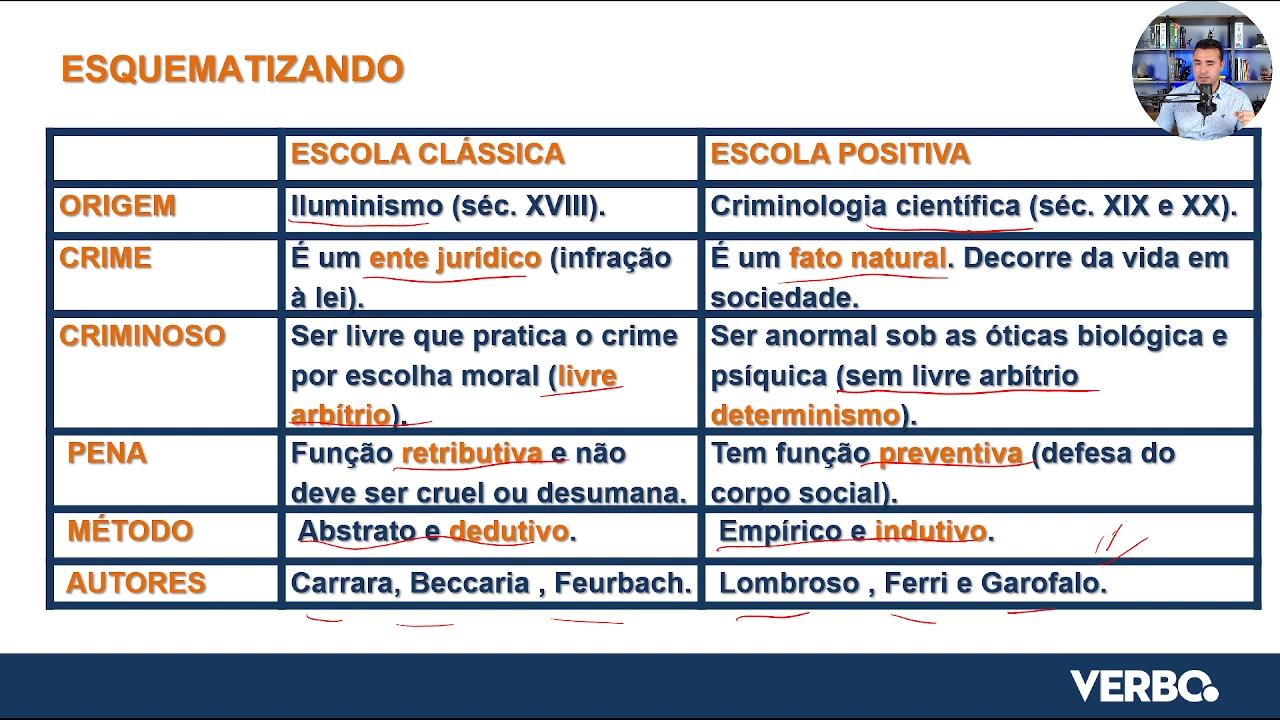 ESQUEMATIZANDO
ESCOLA CLÁSSICA
ESCOLA POSITIVA
ORIGEM
Iluminismo (séc. XVIII).
Criminologia científica (séc. XIX e XX).
CRIME
É um ente jurídico (infração
à lei).
É um fato natural. Decorre da vida em
sociedade.
CRIMINOSO
Ser livre que pratica o crime
por escolha moral (livre
arbítrio).
Ser anormal sob as óticas biológica e
psíquica (sem livre arbítrio
determinismo).
PENA
Função retributiva e não
deve ser cruel ou desumana.
Tem função preventiva (defesa do
corpo social).
MÉTODO
Abstrato e dedutivo.
Empírico e indutivo.
AUTORES
Carrara, Beccaria , Feurbach.
Lombroso , Ferri e Garofalo.
VERBO